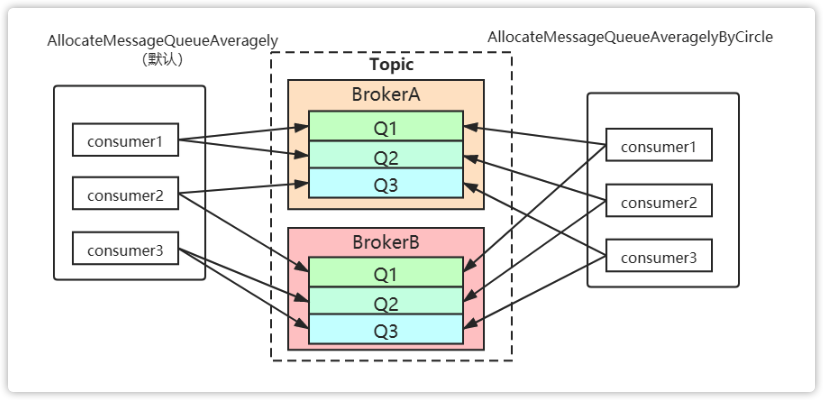 AllocateMessageQueueAveragely
(默认)
consumer1
consumer2
consumer3
Topic
BrokerA
Q1
Q2
Q3
BrokerB
Q1
Q2
Q3
AllocateMessageQueueAveragelyByCircle
consumer1
consumer2
consumer3